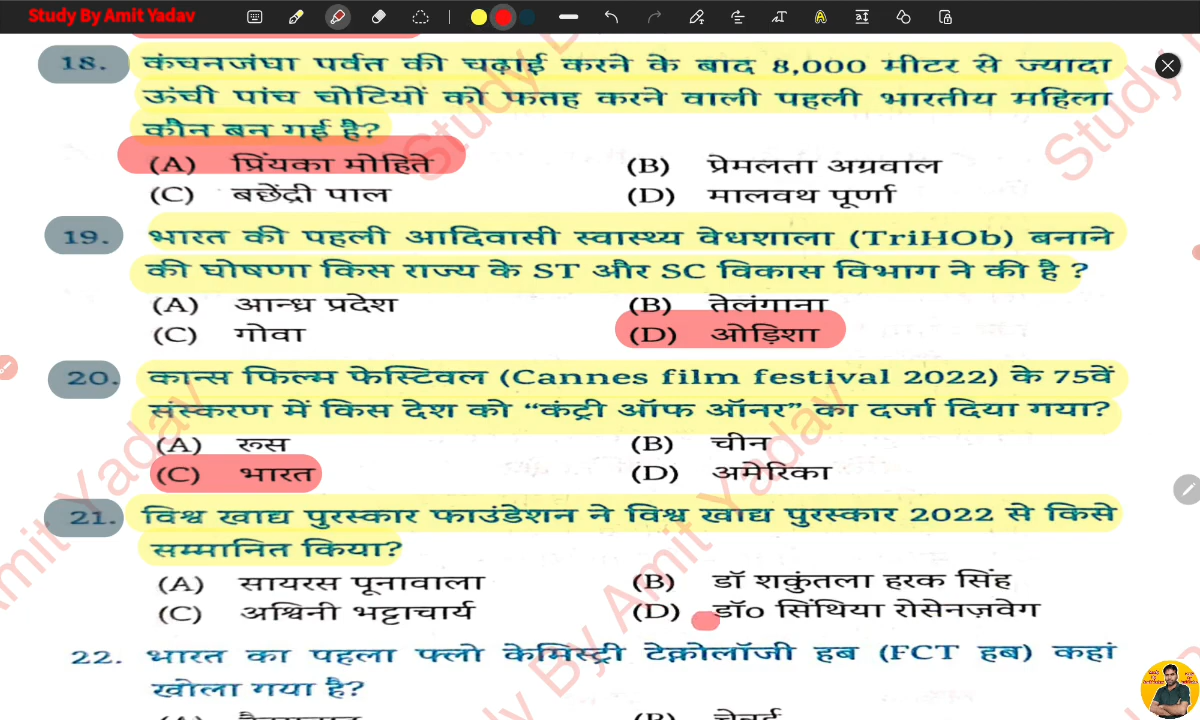 Study By Amit Yadav
18. कंचनजंघा पर्वत की चढ़ाई करने के बाद 8,000 मीटर से ज्यादा
ऊंची पांच चोटियों को फतह करने वाली पहली भारतीय महिला
कौन बन गई है?
(A) प्रिंयका मोहिते (B) प्रेमलता अग्रवाल
(C) बछेंद्री पाल (D) मालवथ पूर्णा
19. भारत की पहली आदिवासी स्वास्थ्य वेधशाला (TriHOb) बनाने
की घोषणा किस राज्य के ST और SC विकास विभाग ने की है ?
(A) आन्ध्र प्रदेश (B) तेलंगाना
(C) गोवा (D) ओड़िशा
20. कान्स फिल्म फेस्टिवल (Cannes film festival 2022) के 75वें
संस्करण में किस देश को “कंट्री ऑफ ऑनर” का दर्जा दिया गया?
(A) रूस (B) चीन
(C) भारत (D) अमेरिका
21. विश्व खाद्य पुरस्कार फाउंडेशन ने विश्व खाद्य पुरस्कार 2022 से किसे
सम्मानित किया?
(A) सायरस पूनावाला (B) डॉ शकुंतला हरक सिंह
(C) अश्विनी भट्टाचार्य (D) डॉ0 सिंथिया रोसेनज़वेग
22. भारत का पहला फ्लो केमिस्ट्री टेक्नोलॉजी हब (FCT हब) कहां
खोला गया है?
(A) (B) चेन्नई